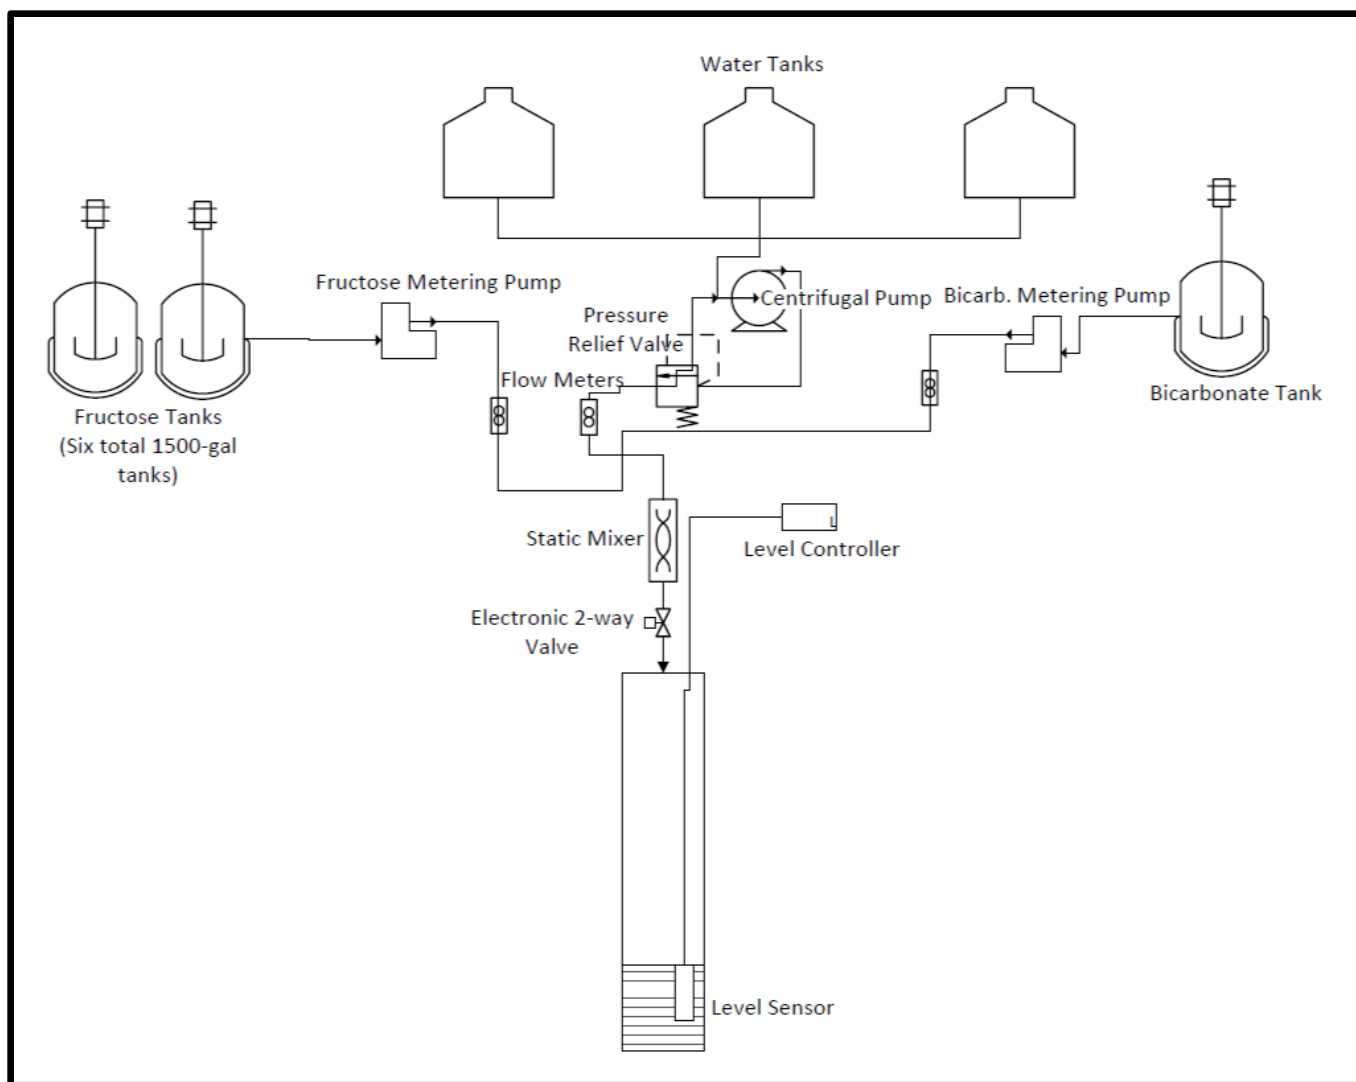 Water Tanks
Fructose Metering Pump
Centrifugal Pump
Bicarb. Metering Pump
Pressure
Relief Valve
Flow Meters
Bicarbonate Tank
Fructose Tanks
(Six total 1500-gal
tanks)
L
Static Mixer
Level Controller
Electronic 2-way
Valve
Level Sensor